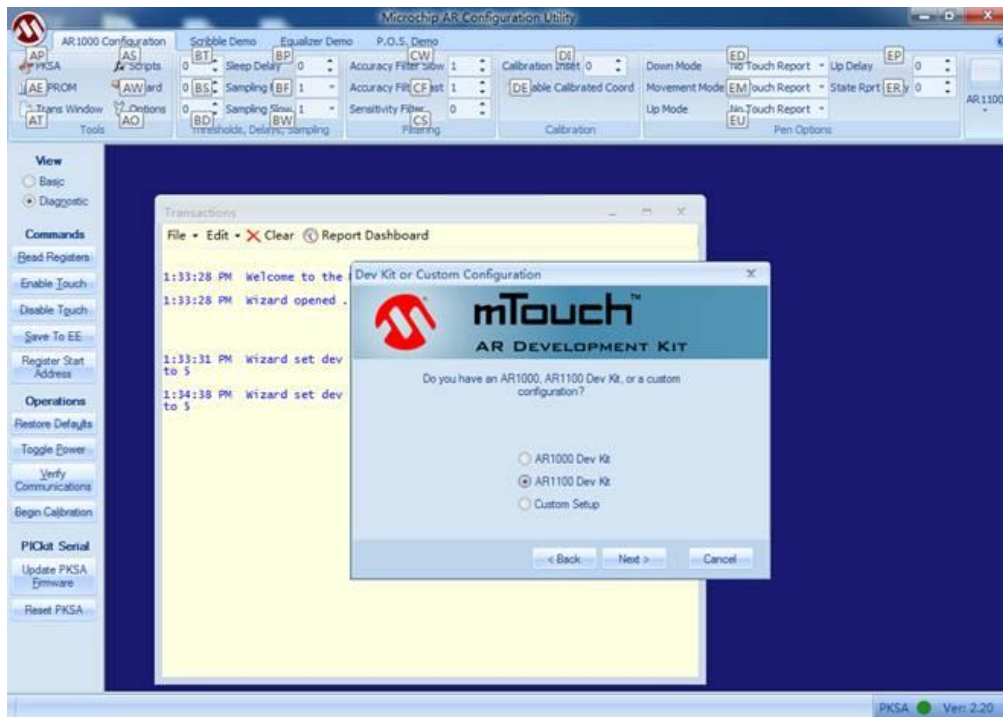 Microchip AR Configuration Utility
AR1000 Configuration Scribble Demo Equalizer Demo P.O.S. Demo
AP AS BT BP CW DI ED EP
PKSA Scripts 0 Sleep Delay 0 Accuracy Filter Slow 1 Calibration Inset 0 Down Mode No Touch Report Up Delay 0
AE PROM AW ard 0 BS Sampling BF 1 Accuracy Filt CF st 1 DE able Calibrated Coord Movement Mode EM ouch Report State Rprt ER y 0
Trans Window Options 0 Sampling Slow 1 Sensitivity Filter 0 Up Mode No Touch Report AR1100
AT AO BD BW CS EU
Tools Thresholds, Delays, Sampling Filtering Calibration Pen Options
View
Basic
Diagnostic
Commands
Read Registers
Enable Touch
Disable Touch
Save To EE
Register Start
Address
Operations
Restore Defaults
Toggle Power
Verify
Communications
Begin Calibration
PICkit Serial
Update PKSA
Firmware
Reset PKSA
Transactions
File Edit Clear Report Dashboard
1:33:28 PM Welcome to the
1:33:28 PM Wizard opened .
1:33:31 PM Wizard set dev
to 5
1:34:38 PM Wizard set dev
to 5
Dev Kit or Custom Configuration
mTouch™
AR DEVELOPMENT KIT
Do you have an AR1000, AR1100 Dev Kit, or a custom
configuration?
AR1000 Dev Kit
AR1100 Dev Kit
Custom Setup
< Back Next > Cancel
PKSA Ver: 2.20